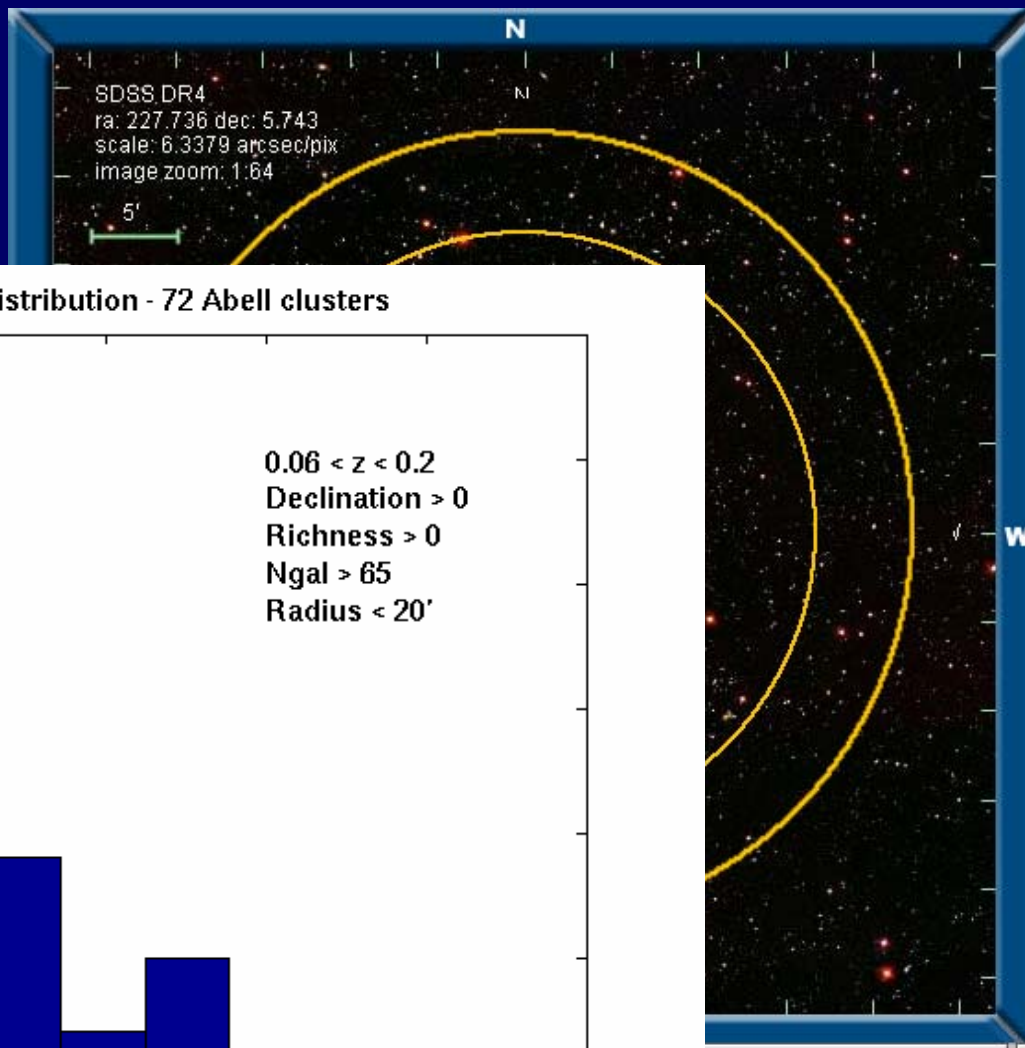 N
SDSS DR4
ra: 227.736 dec: 5.743
scale: 6.3379 arcsec/pix
image zoom: 1:64
5'
N
W
istribution - 72 Abell clusters
0.06 < z < 0.2
Declination > 0
Richness > 0
Ngal > 65
Radius < 20'